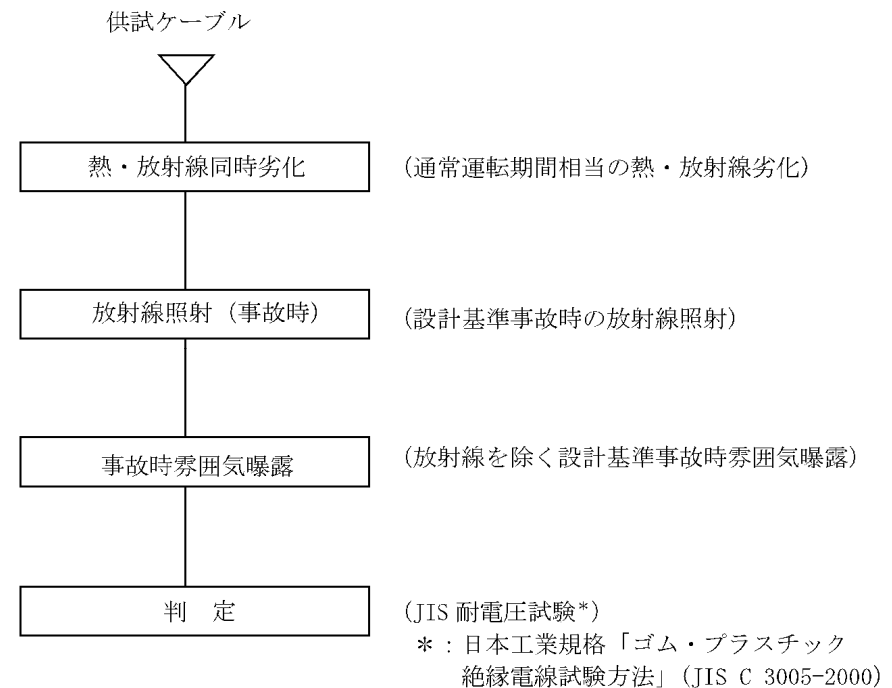 供試ケーブル
熱・放射線同時劣化
(通常運転期間相当の熱・放射線劣化)
放射線照射(事故時)
(設計基準事故時の放射線照射)
事故時雰囲気曝露
(放射線を除く設計基準事故時雰囲気曝露)
判 定
(JIS 耐電圧試験*)
*:日本工業規格「ゴム・プラスチック
絶縁電線試験方法」(JIS C 3005-2000)